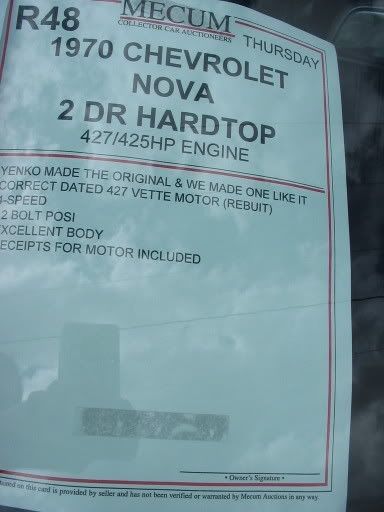 R48
MECUM
COLLECTOR CAR AUCTIONEERS
THURSDAY
1970 CHEVROLET
NOVA
2 DR HARDTOP
427/425HP ENGINE
YENKO MADE THE ORIGINAL & WE MADE ONE LIKE IT
CORRECT DATED 427 VETTE MOTOR (REBUIT)
4-SPEED
2 BOLT POSI
EXCELLENT BODY
ECEIPTS FOR MOTOR INCLUDED
• Owner's Signature •
on this card is provided by seller and has not been verified or warranted by Mecum Auctions in any way.